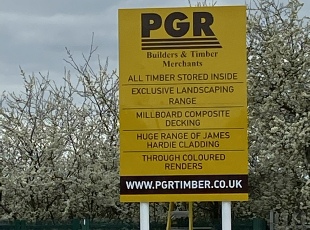 PGR
Builders & Timber
Merchants
ALL TIMBER STORED INSIDE
EXCLUSIVE LANDSCAPING
RANGE
MILLBOARD COMPOSITE
DECKING
HUGE RANGE OF JAMES
HARDIE CLADDING
THROUGH COLOURED
RENDERS
WWW.PGRTIMBER.CO.UK